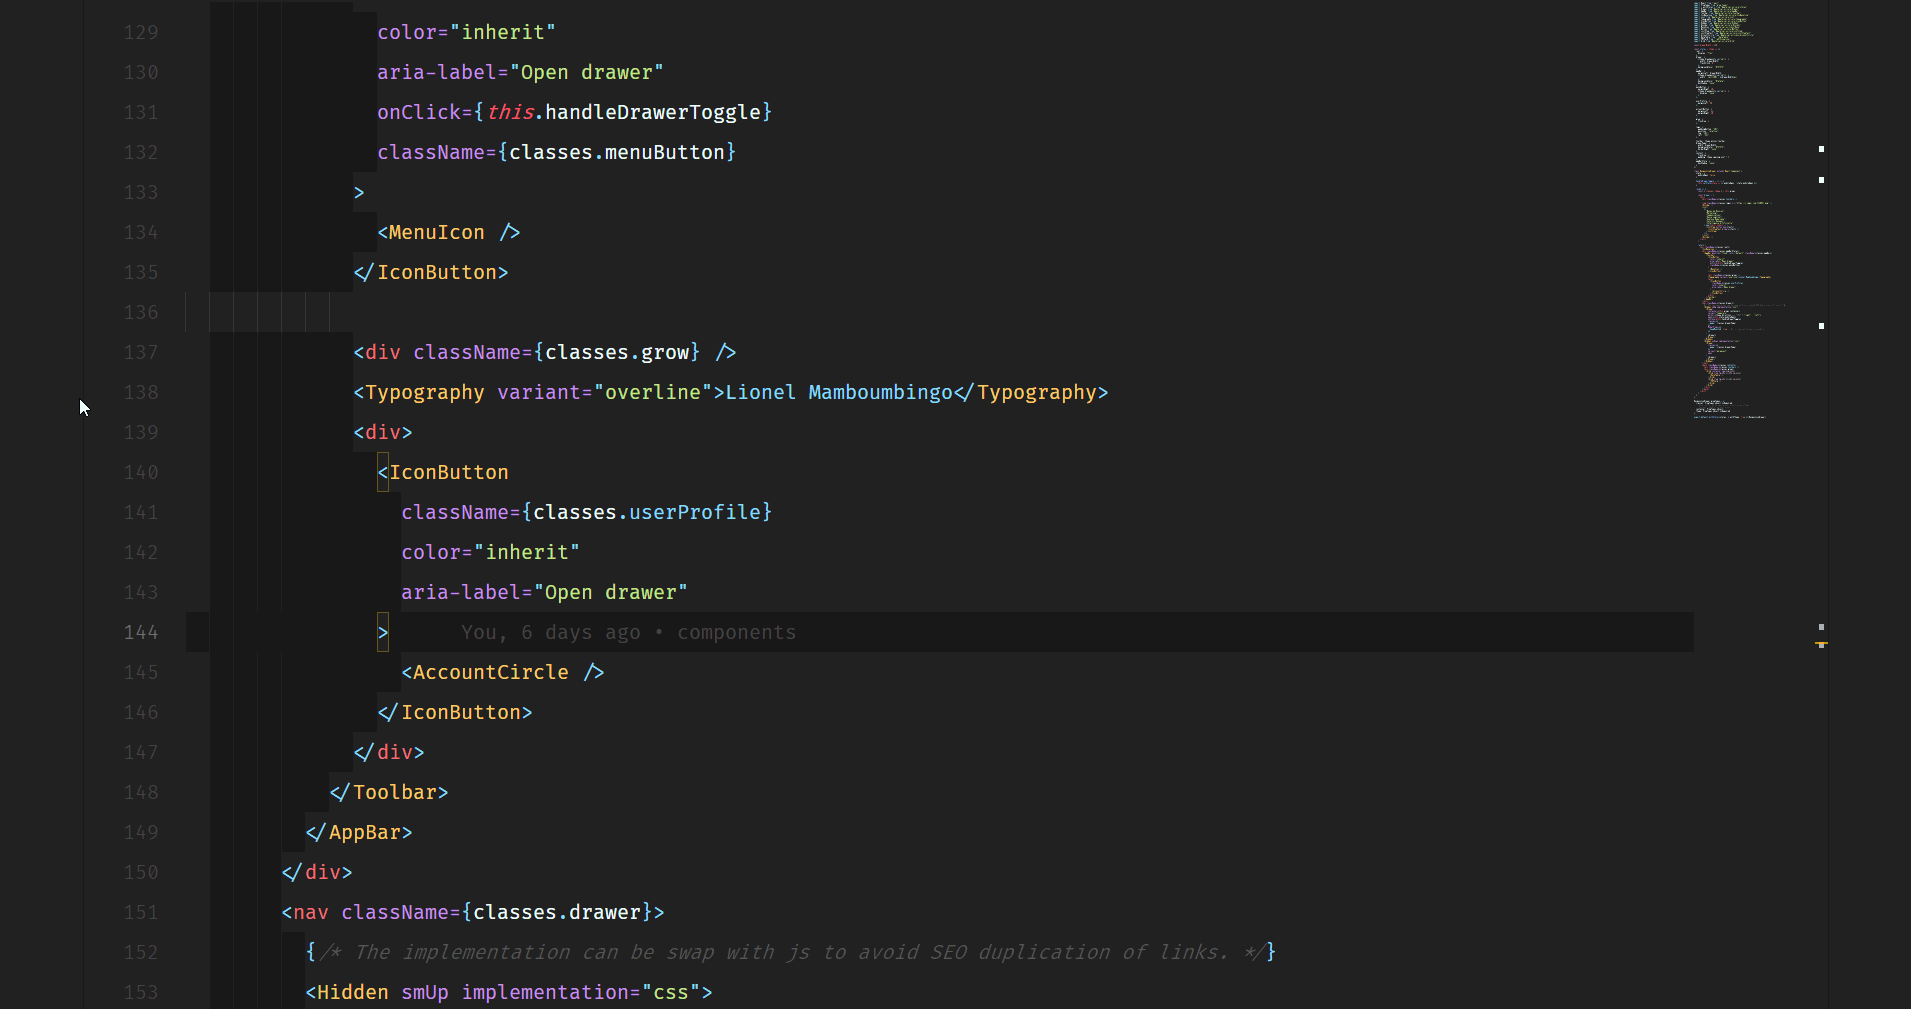 129 color="inherit"
130 aria-label="Open drawer"
131 onClick={this.handleDrawerToggle}
132 className={classes.menuButton}
133 >
134 <MenuIcon />
135 </IconButton>
136
137 <div className={classes.grow} />
138 <Typography variant="overline">Lionel Mamboumbingo</Typography>
139 <div>
140 <IconButton
141 className={classes.userProfile}
142 color="inherit"
143 aria-label="Open drawer"
144 > You, 6 days ago • components
145 <AccountCircle />
146 </IconButton>
147 </div>
148 </Toolbar>
149 </AppBar>
150 </div>
151 <nav className={classes.drawer}>
152 {/* The implementation can be swap with js to avoid SEO duplication of links. */}
153 <Hidden smUp implementation="css">